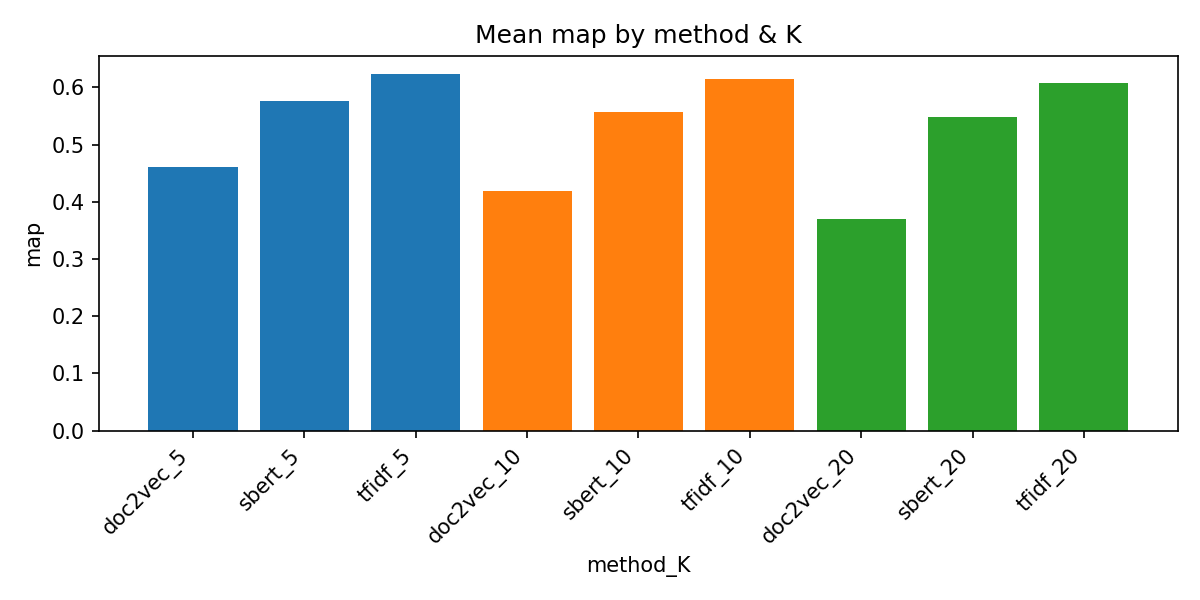 Mean map by method & K
map
0.6
0.5
0.4
0.3
0.2
0.1
0.0
doc2vec_5
sbert_5
tfidf_5
doc2vec_10
sbert_10
tfidf_10
doc2vec_20
sbert_20
tfidf_20
method_K